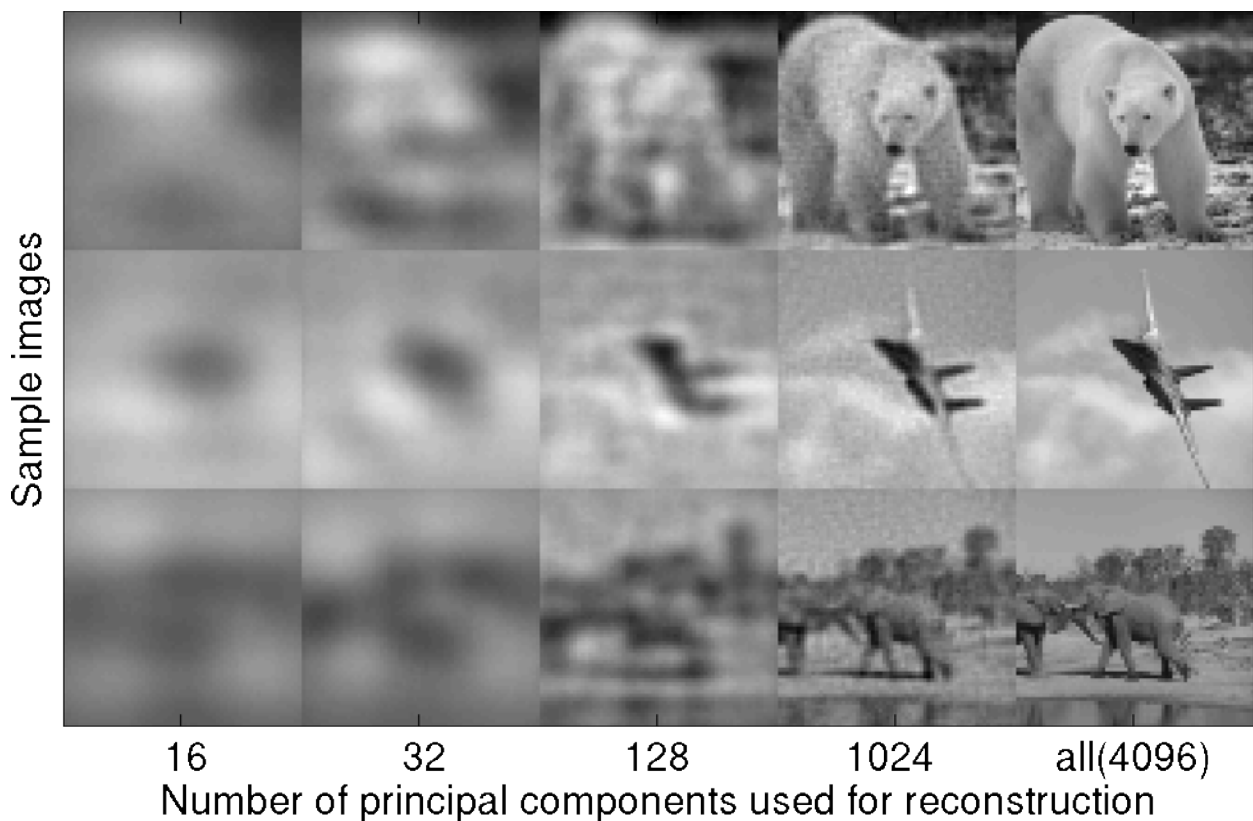 Sample images
16 32 128 1024 all(4096)
Number of principal components used for reconstruction